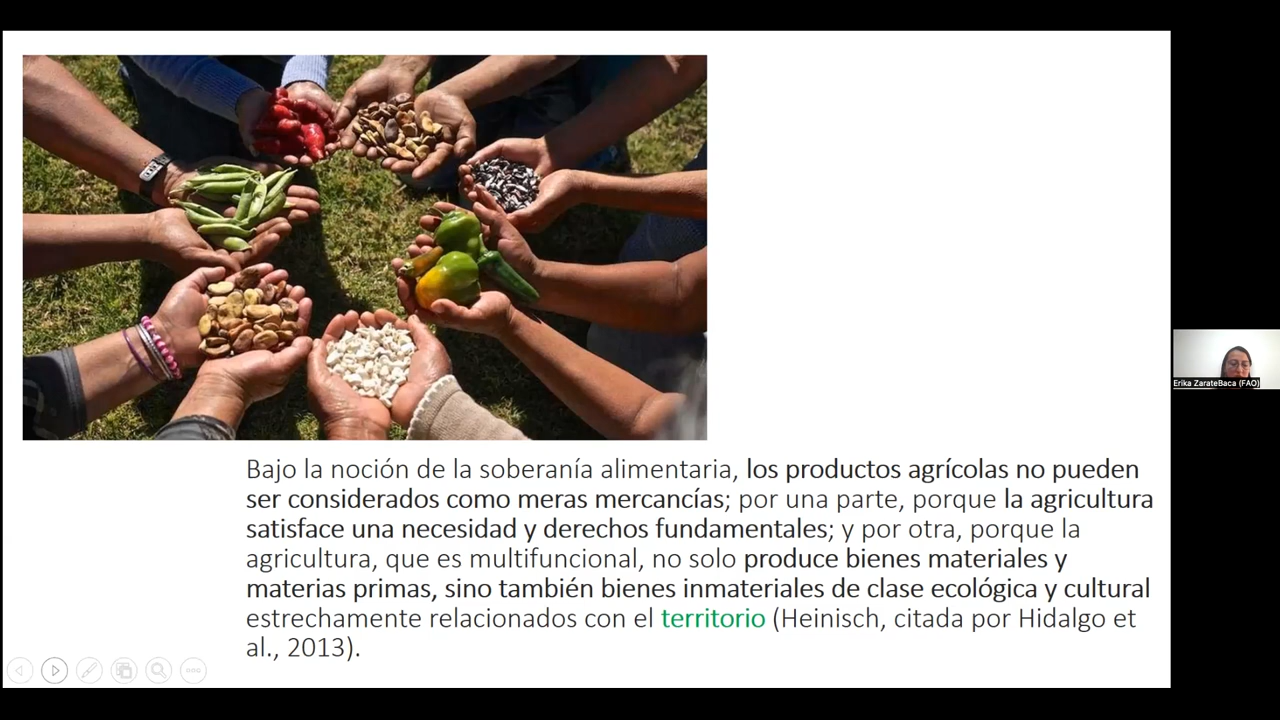 Bajo la noción de la soberanía alimentaria, los productos agrícolas no pueden
ser considerados como meras mercancías; por una parte, porque la agricultura
satisface una necesidad y derechos fundamentales; y por otra, porque la
agricultura, que es multifuncional, no solo produce bienes materiales y
materias primas, sino también bienes inmateriales de clase ecológica y cultural
estrechamente relacionados con el territorio (Heinisch, citada por Hidalgo et
al., 2013).
Erika ZarateBaca (FAO)